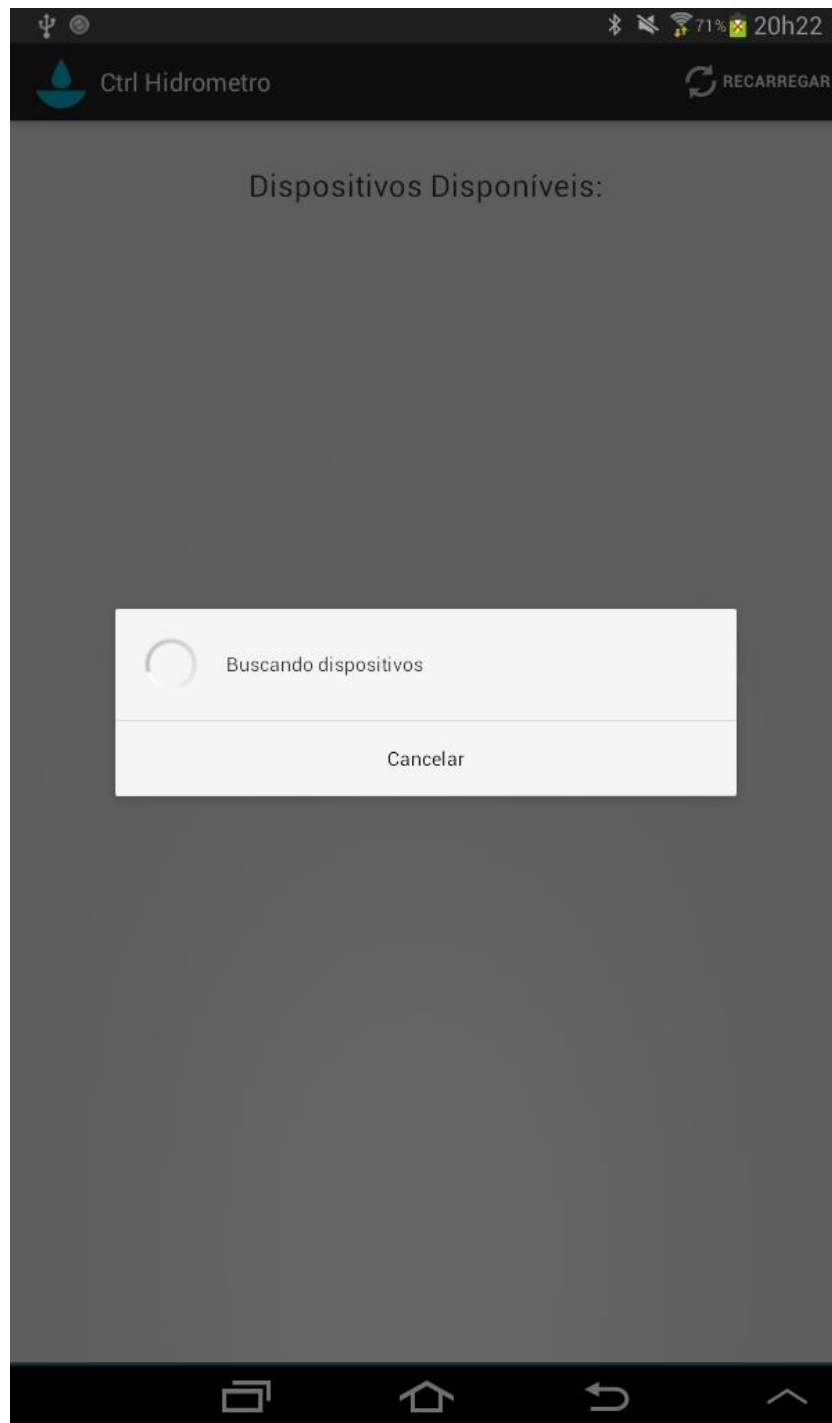 71% 20h22
Ctrl Hidrometro RECARREGAR
Dispositivos Disponíveis:
Buscando dispositivos
Cancelar